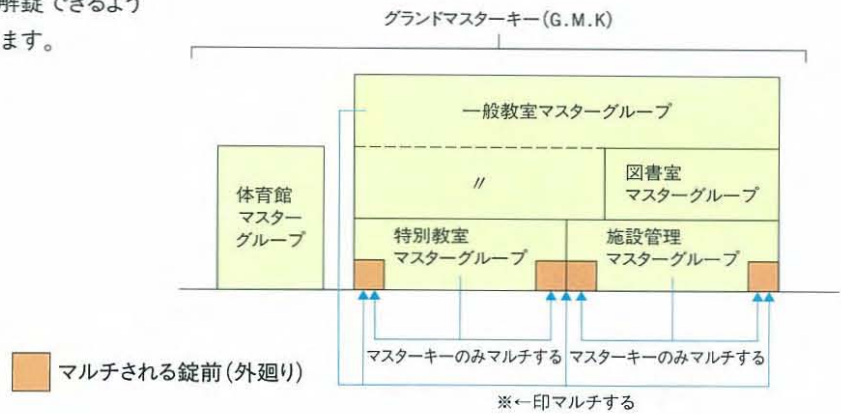 解錠できるよう
ます。
グランドマスターキー(G.M.K)
一般教室マスターグループ
〃
図書室
マスターグループ
体育館
マスター
グループ
特別教室
マスターグループ
施設管理
マスターグループ
マスターキーのみマルチする
マスターキーのみマルチする
マルチされる錠前(外廻り)
※←印マルチする